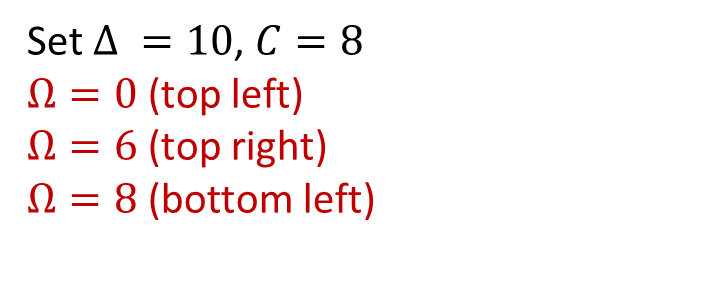 Set Δ = 10, 𝐶 = 8
Ω = 0 (top left)
Ω = 6 (top right)
Ω = 8 (bottom left)